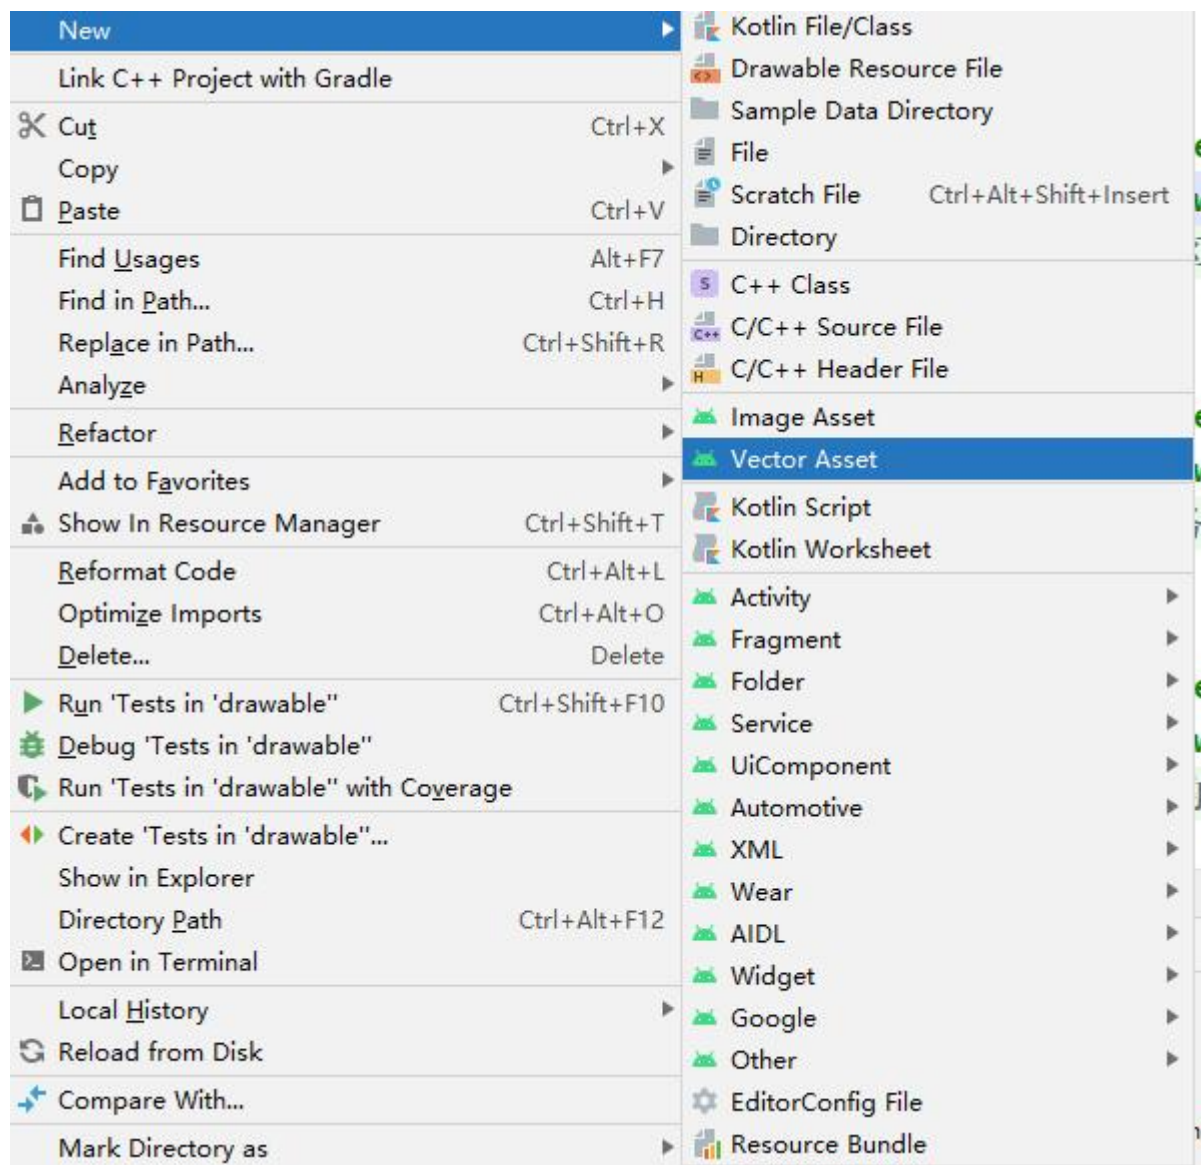 New
Link C++ Project with Gradle
Cut Ctrl+X
Copy
Paste Ctrl+V
Find Usages Alt+F7
Find in Path... Ctrl+H
Replace in Path... Ctrl+Shift+R
Analyze
Refactor
Add to Favorites
Show In Resource Manager Ctrl+Shift+T
Reformat Code Ctrl+Alt+L
Optimize Imports Ctrl+Alt+O
Delete... Delete
Run 'Tests in 'drawable'' Ctrl+Shift+F10
Debug 'Tests in 'drawable''
Run 'Tests in 'drawable'' with Coverage
Create 'Tests in 'drawable''...
Show in Explorer
Directory Path Ctrl+Alt+F12
Open in Terminal
Local History
Reload from Disk
Compare With...
Mark Directory as
Kotlin File/Class
Drawable Resource File
Sample Data Directory
File
Scratch File Ctrl+Alt+Shift+Insert
Directory
S C++ Class
C++ C/C++ Source File
H C/C++ Header File
Image Asset
Vector Asset
Kotlin Script
Kotlin Worksheet
Activity
Fragment
Folder
Service
UiComponent
Automotive
XML
Wear
AIDL
Widget
Google
Other
EditorConfig File
Resource Bundle